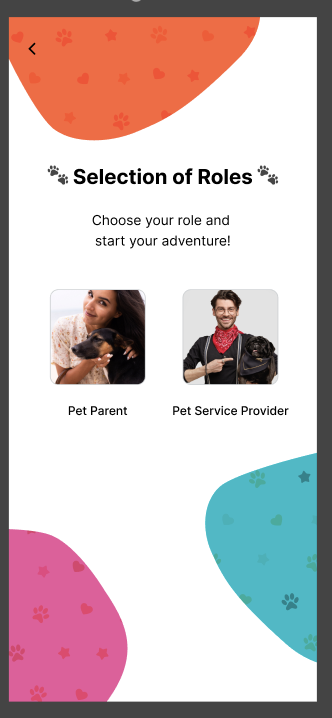 Selection of Roles
Choose your role and
start your adventure!
Pet Parent
Pet Service Provider